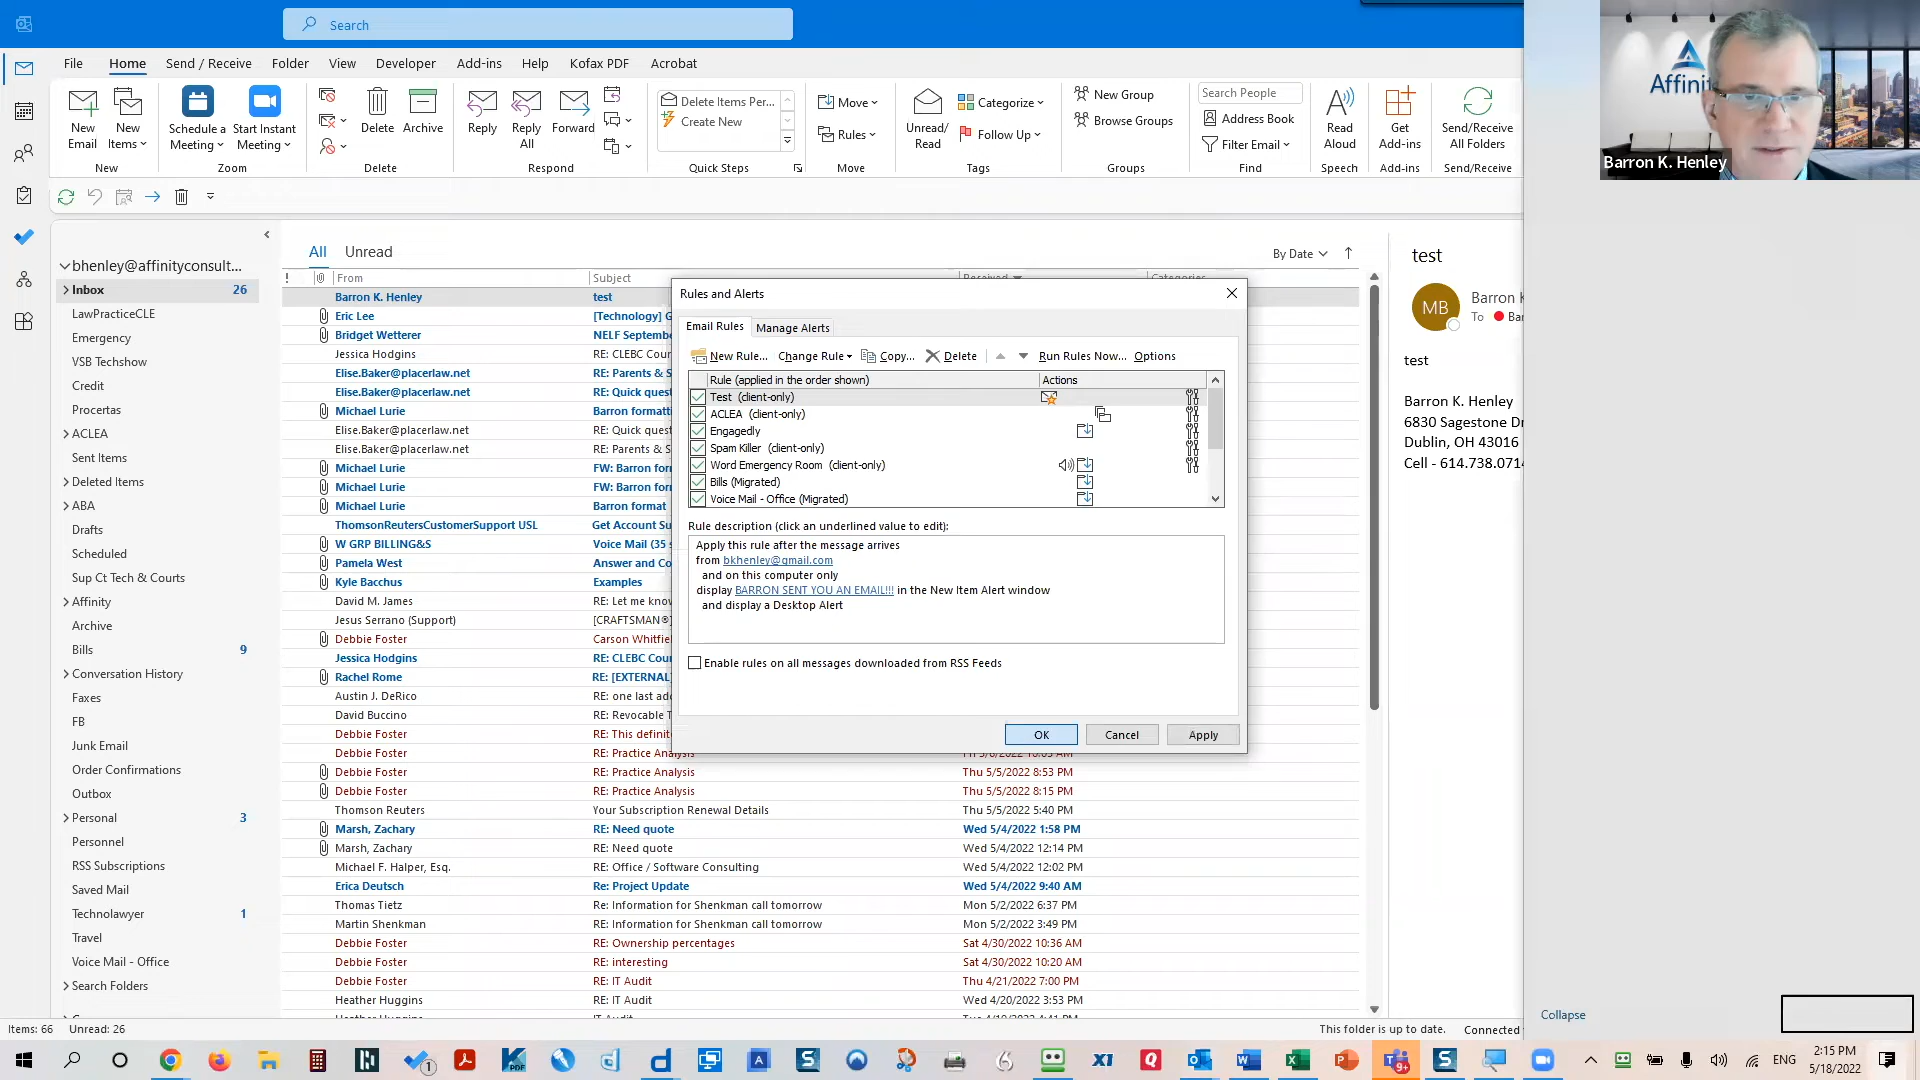 Search
File Home Send / Receive Folder View Developer Add-ins Help Kofax PDF Acrobat
New Email
New Items
New
Schedule a Meeting
Start Instant Meeting
Zoom
Delete
Archive
Delete
Reply
Reply All
Forward
Respond
Delete Items Per...
Create New
Quick Steps
Move
Rules
Move
Unread/ Read
Categorize
Follow Up
Tags
New Group
Browse Groups
Groups
Search People
Address Book
Filter Email
Find
Read Aloud
Speech
Get Add-ins
Add-ins
Send/Receive All Folders
Send/Receive
Barron K. Henley
bhenley@affinityconsult...
Inbox 26
LawPracticeCLE
Emergency
VSB Techshow
Credit
Procertas
ACLEA
Sent Items
Deleted Items
ABA
Drafts
Scheduled
Sup Ct Tech & Courts
Affinity
Archive
Bills 9
Conversation History
Faxes
FB
Junk Email
Order Confirmations
Outbox
Personal 3
Personnel
RSS Subscriptions
Saved Mail
Technolawyer 1
Travel
Voice Mail - Office
Search Folders
All Unread By Date
From Subject Received Categories
Barron K. Henley test
Eric Lee [Technology] G
Bridget Wetterer NELF Septembe
Jessica Hodgins RE: CLEBC Cour
Elise.Baker@placerlaw.net RE: Parents & S
Elise.Baker@placerlaw.net RE: Quick quest
Michael Lurie Barron formatti
Elise.Baker@placerlaw.net RE: Quick quest
Elise.Baker@placerlaw.net RE: Parents & S
Michael Lurie FW: Barron for
Michael Lurie FW: Barron for
Michael Lurie Barron format
ThomsonReutersCustomerSupport USL Get Account Su
W GRP BILLING&S Voice Mail (35 s
Pamela West Answer and Co
Kyle Bacchus Examples
David M. James RE: Let me know
Jesus Serrano (Support) [CRAFTSMAN®]
Debbie Foster Carson Whitfie
Jessica Hodgins RE: CLEBC Cour
Rachel Rome RE: [EXTERNAL
Austin J. DeRico RE: one last ad
David Buccino RE: Revocable T
Debbie Foster RE: This definit
Debbie Foster RE: Practice Analysis
Debbie Foster RE: Practice Analysis Thu 5/5/2022 8:53 PM
Debbie Foster RE: Practice Analysis Thu 5/5/2022 8:15 PM
Thomson Reuters Your Subscription Renewal Details Thu 5/5/2022 5:40 PM
Marsh, Zachary RE: Need quote Wed 5/4/2022 1:58 PM
Marsh, Zachary RE: Need quote Wed 5/4/2022 12:14 PM
Michael F. Halper, Esq. RE: Office / Software Consulting Wed 5/4/2022 12:02 PM
Erica Deutsch Re: Project Update Wed 5/4/2022 9:40 AM
Thomas Tietz Re: Information for Shenkman call tomorrow Mon 5/2/2022 6:37 PM
Martin Shenkman RE: Information for Shenkman call tomorrow Mon 5/2/2022 3:49 PM
Debbie Foster RE: Ownership percentages Sat 4/30/2022 10:36 AM
Debbie Foster RE: interesting Sat 4/30/2022 10:20 AM
Debbie Foster RE: IT Audit Thu 4/21/2022 7:00 PM
Heather Huggins RE: IT Audit Wed 4/20/2022 3:53 PM
Rules and Alerts
Email Rules Manage Alerts
New Rule... Change Rule Copy... Delete Run Rules Now... Options
Rule (applied in the order shown) Actions
Test (client-only)
ACLEA (client-only)
Engagedly
Spam Killer (client-only)
Word Emergency Room (client-only)
Bills (Migrated)
Voice Mail - Office (Migrated)
Rule description (click an underlined value to edit):
Apply this rule after the message arrives
from bkhenley@gmail.com
and on this computer only
display BARRON SENT YOU AN EMAIL!!! in the New Item Alert window
and display a Desktop Alert
Enable rules on all messages downloaded from RSS Feeds
OK Cancel Apply
test
MB
Barron K
To Bar
test
Barron K. Henley
6830 Sagestone Dr
Dublin, OH 43016
Cell - 614.738.0714
Collapse
Items: 66 Unread: 26 This folder is up to date. Connected
ENG
2:15 PM
5/18/2022